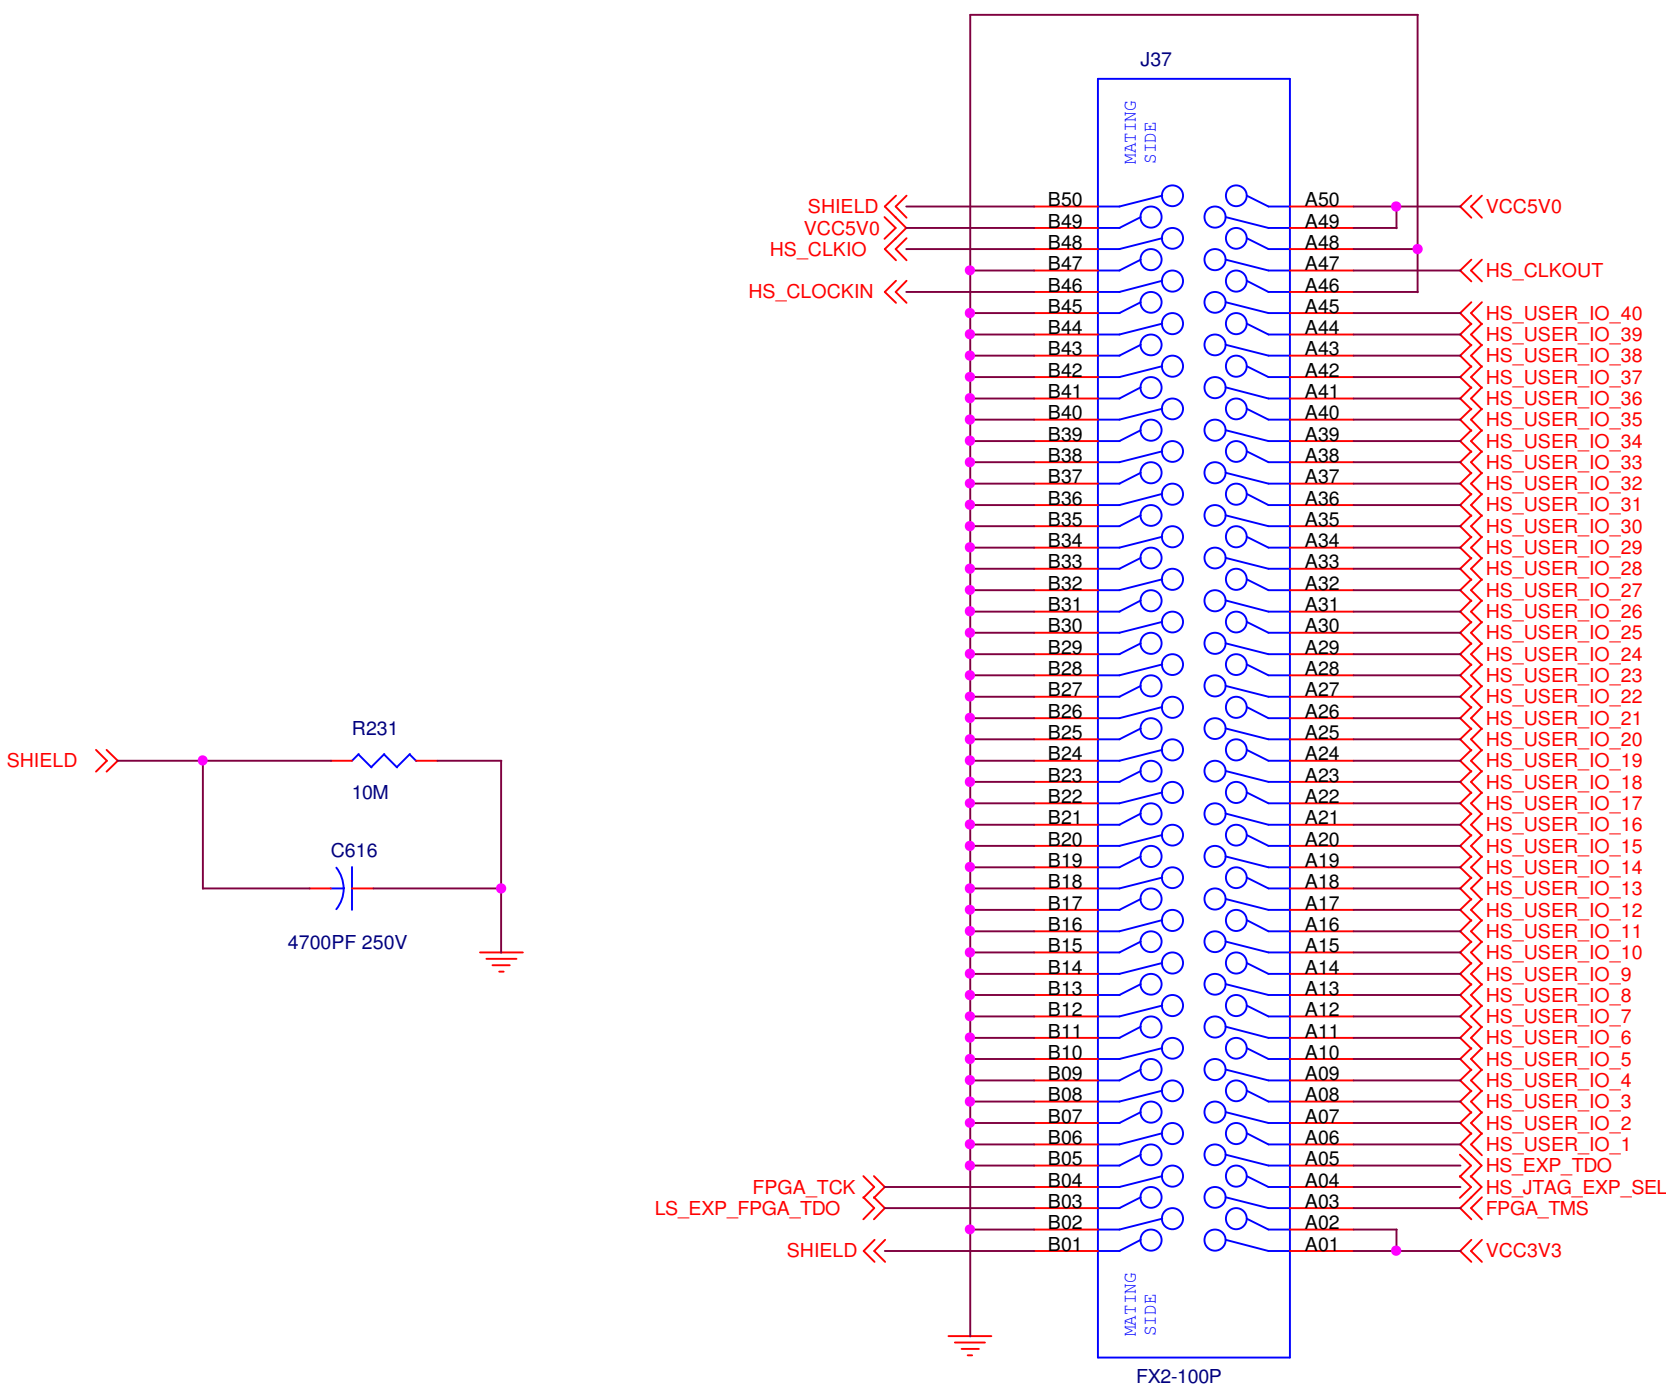 J37
MATING
SIDE
SHIELD B50 A50 VCC5V0
VCC5V0 B49 A49
HS_CLKIO B48 A48
B47 A47 HS_CLKOUT
HS_CLOCKIN B46 A46
B45 A45 HS_USER_IO_40
B44 A44 HS_USER_IO_39
B43 A43 HS_USER_IO_38
B42 A42 HS_USER_IO_37
B41 A41 HS_USER_IO_36
B40 A40 HS_USER_IO_35
B39 A39 HS_USER_IO_34
B38 A38 HS_USER_IO_33
B37 A37 HS_USER_IO_32
B36 A36 HS_USER_IO_31
B35 A35 HS_USER_IO_30
B34 A34 HS_USER_IO_29
B33 A33 HS_USER_IO_28
B32 A32 HS_USER_IO_27
B31 A31 HS_USER_IO_26
B30 A30 HS_USER_IO_25
B29 A29 HS_USER_IO_24
B28 A28 HS_USER_IO_23
B27 A27 HS_USER_IO_22
B26 A26 HS_USER_IO_21
B25 A25 HS_USER_IO_20
B24 A24 HS_USER_IO_19
B23 A23 HS_USER_IO_18
B22 A22 HS_USER_IO_17
B21 A21 HS_USER_IO_16
B20 A20 HS_USER_IO_15
B19 A19 HS_USER_IO_14
B18 A18 HS_USER_IO_13
B17 A17 HS_USER_IO_12
B16 A16 HS_USER_IO_11
B15 A15 HS_USER_IO_10
B14 A14 HS_USER_IO_9
B13 A13 HS_USER_IO_8
B12 A12 HS_USER_IO_7
B11 A11 HS_USER_IO_6
B10 A10 HS_USER_IO_5
B09 A09 HS_USER_IO_4
B08 A08 HS_USER_IO_3
B07 A07 HS_USER_IO_2
B06 A06 HS_USER_IO_1
B05 A05 HS_EXP_TDO
FPGA_TCK B04 A04 HS_JTAG_EXP_SEL
LS_EXP_FPGA_TDO B03 A03 FPGA_TMS
B02 A02
SHIELD B01 A01 VCC3V3
MATING
SIDE
FX2-100P
R231
SHIELD
10M
C616
4700PF 250V